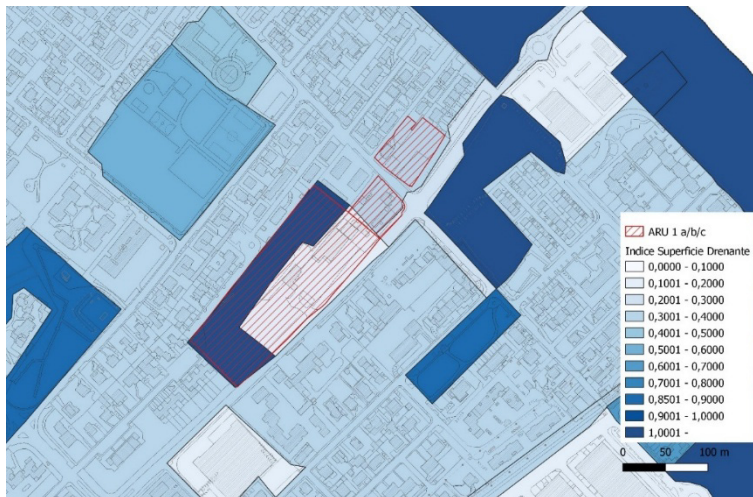 ARU 1 a/b/c
Indice Superficie Drenante
0,0000 - 0,1000
0,1001 - 0,2000
0,2001 - 0,3000
0,3001 - 0,4000
0,4001 - 0,5000
0,5001 - 0,6000
0,6001 - 0,7000
0,7001 - 0,8000
0,8501 - 0,9000
0,9001 - 1,0000
1,0001 -
0 50 100 m